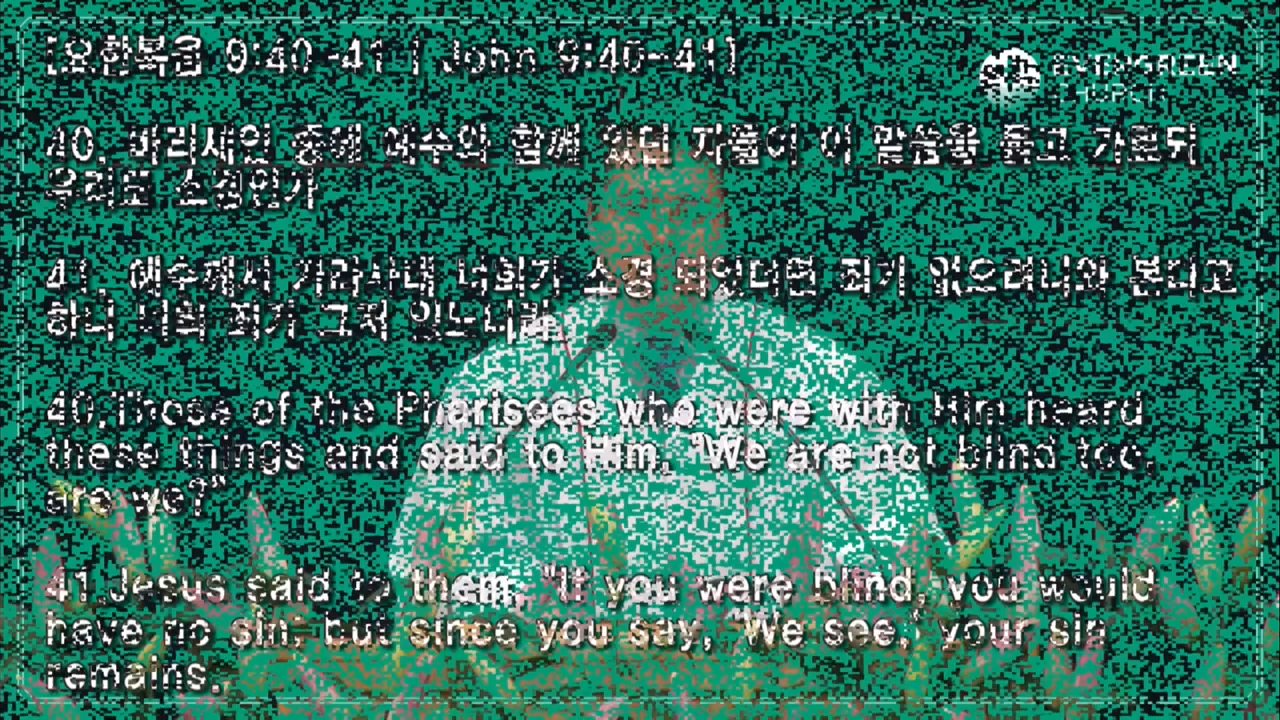 [요한복음 9:40-41 | John 9:40-41]
EVERGREEN
CHURCH
40. 바리새인 중에 예수와 함께 있던 자들이 이 말씀을 듣고 가로되
우리도 소경인가
41. 예수께서 가라사대 너희가 소경 되었더면 죄가 없으려니와 본다고
하니 너희 죄가 그저 있느니라
40.Those of the Pharisees who were with Him heard
these things and said to Him, "We are not blind too,
are we?"
41.Jesus said to them, "If you were blind, you would
have no sin; but since you say, 'We see,' your sin
remains.